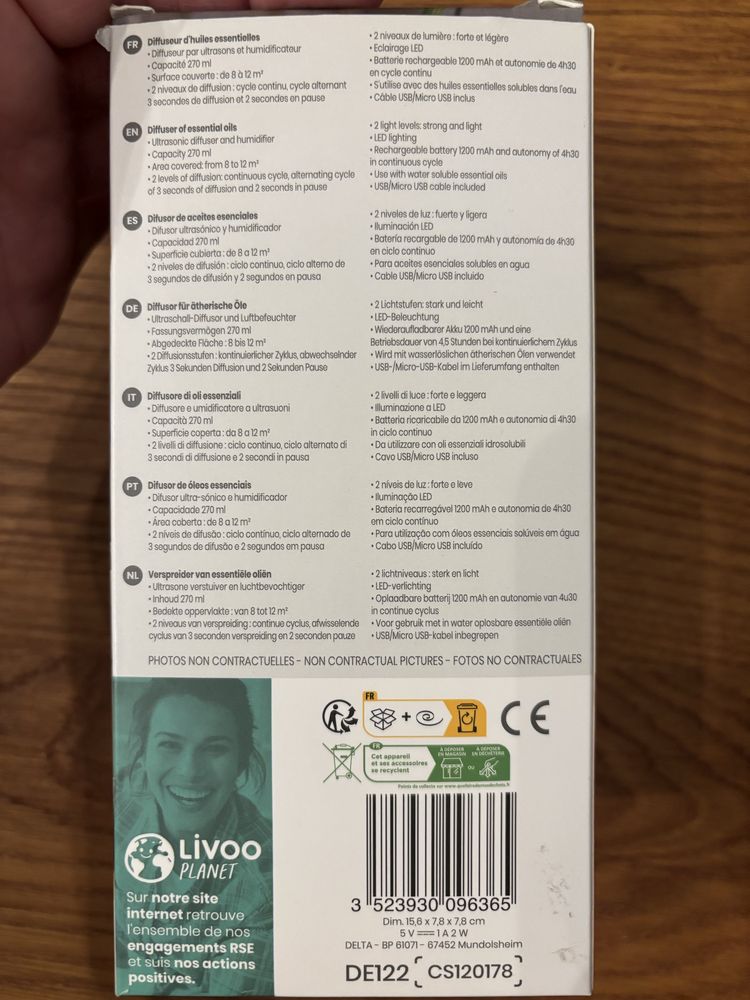 FR
Diffuseur d'huiles essentielles
• Diffuseur par ultrasons et humidificateur
• Capacité 270 ml
• Surface couverte : de 8 à 12 m²
• 2 niveaux de diffusion : cycle continu, cycle alternant
3 secondes de diffusion et 2 secondes en pause
• 2 niveaux de lumière : forte et légère
• Eclairage LED
• Batterie rechargeable 1200 mAh et autonomie de 4h30
en cycle continu
• S'utilise avec des huiles essentielles solubles dans l'eau
• Câble USB/Micro USB inclus
EN
Diffuser of essential oils
• Ultrasonic diffuser and humidifier
• Capacity 270 ml
• Area covered: from 8 to 12 m²
• 2 levels of diffusion: continuous cycle, alternating cycle
of 3 seconds of diffusion and 2 seconds in pause
• 2 light levels: strong and light
• LED lighting
• Rechargeable battery 1200 mAh and autonomy of 4h30
in continuous cycle
• Use with water soluble essential oils
• USB/Micro USB cable included
ES
Difusor de aceites esenciales
• Difusor ultrasónico y humidificador
• Capacidad 270 ml
• Superficie cubierta : de 8 a 12 m²
• 2 niveles de difusión : ciclo continuo, ciclo alterno de
3 segundos de difusión y 2 segundos en pausa
• 2 niveles de luz : fuerte y ligera
• Iluminación LED
• Batería recargable de 1200 mAh y autonomía de 4h30
en ciclo continuo
• Para aceites esenciales solubles en agua
• Cable USB/Micro USB incluido
DE
Diffusor für ätherische Öle
• Ultraschall-Diffusor und Luftbefeuchter
• Fassungsvermögen 270 ml
• Abgedeckte Fläche : 8 bis 12 m²
• 2 Diffusionsstufen : kontinuierlicher Zyklus, abwechselnder
Zyklus 3 Sekunden Diffusion und 2 Sekunden Pause
• 2 Lichtstufen: stark und leicht
• LED-Beleuchtung
• Wiederaufladbarer Akku 1200 mAh und eine
Betriebsdauer von 4,5 Stunden bei kontinuierlichem Zyklus
• Wird mit wasserlöslichen ätherischen Ölen verwendet
• USB-/Micro-USB-Kabel im Lieferumfang enthalten
IT
Diffusore di oli essenziali
• Diffusore e umidificatore a ultrasuoni
• Capacità 270 ml
• Superficie coperta : da 8 a 12 m²
• 2 livelli di diffusione : ciclo continuo, ciclo alternato di
3 secondi di diffusione e 2 secondi in pausa
• 2 livelli di luce : forte e leggera
• Illuminazione a LED
• Batteria ricaricabile da 1200 mAh e autonomia di 4h30
in ciclo continuo
• Da utilizzare con oli essenziali idrosolubili
• Cavo USB/Micro USB incluso
PT
Difusor de óleos essenciais
• Difusor ultra-sónico e humidificador
• Capacidade 270 ml
• Área coberta : de 8 a 12 m²
• 2 níveis de difusão : ciclo contínuo, ciclo alternado de
3 segundos de difusão e 2 segundos em pausa
• 2 níveis de luz : forte e leve
• Iluminação LED
• Bateria recarregável 1200 mAh e autonomia de 4h30
em ciclo contínuo
• Para utilização com óleos essenciais solúveis em água
• Cabo USB/Micro USB incluído
NL
Verspreider van essentiële oliën
• Ultrasone verstuiver en luchtbevochtiger
• Inhoud 270 ml
• Bedekte oppervlakte : van 8 tot 12 m²
• 2 niveaus van verspreiding : continue cyclus, afwisselende
cyclus van 3 seconden verspreiding en 2 seconden pauze
• 2 lichtniveaus : sterk en licht
• LED-verlichting
• Oplaadbare batterij 1200 mAh en autonomie van 4u30
in continue cyclus
• Voor gebruik met in water oplosbare essentiële oliën
• USB/Micro USB-kabel inbegrepen
PHOTOS NON CONTRACTUELLES - NON CONTRACTUAL PICTURES - FOTOS NO CONTRACTUALES
FR
+
CE
FR
Cet appareil
et ses accessoires
se recyclent
À DÉPOSER
EN MAGASIN
ou
À DÉPOSER
EN DÉCHÈTERIE
Points de collecte sur www.quefairedemesdechets.fr
LIVOO
PLANET
Sur notre site
internet retrouve
l'ensemble de nos
engagements RSE
et suis nos actions
positives.
3 523930 096365
Dim. 15,6 x 7,8 x 7,8 cm
5 V 1 A 2 W
DELTA - BP 61071 - 67452 Mundolsheim
DE122 [CS120178]